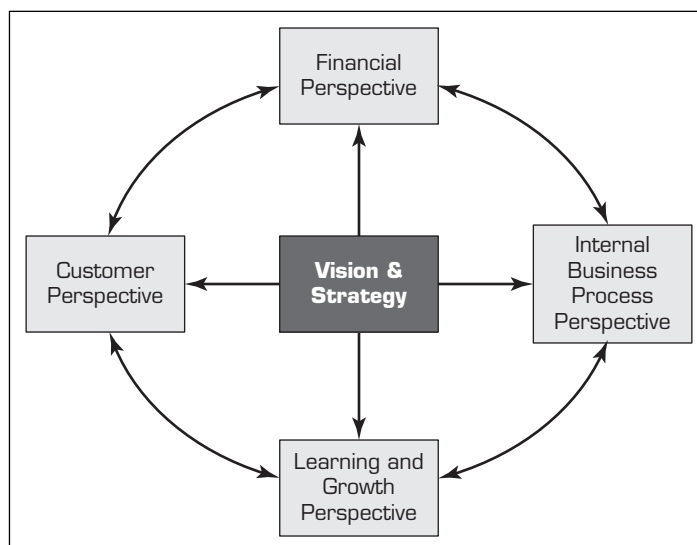 Financial
Perspective
Customer
Perspective
Vision &
Strategy
Internal
Business
Process
Perspective
Learning and
Growth
Perspective